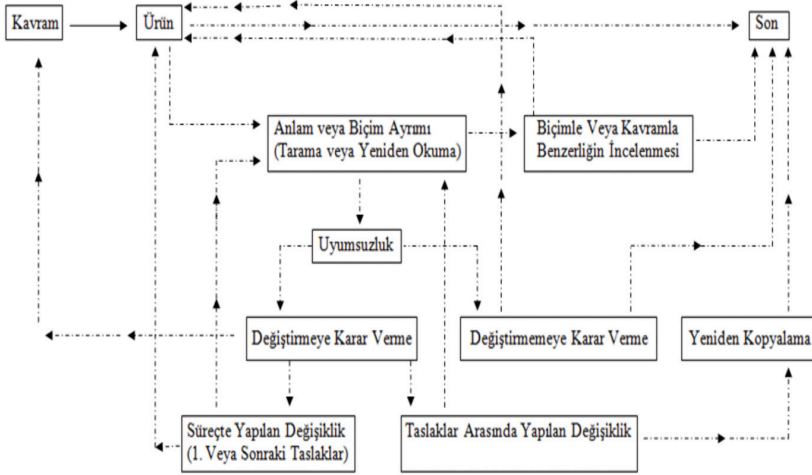 Kavram
Ürün
Son
Anlam veya Biçim Ayrımı
(Tarama veya Yeniden Okuma)
Biçimle Veya Kavramla
Benzerliğin İncelenmesi
Uyumsuzluk
Değiştirmeye Karar Verme
Değiştirmemeye Karar Verme
Yeniden Kopyalama
Süreçte Yapılan Değişiklik
(1. Veya Sonraki Taslaklar)
Taslaklar Arasında Yapılan Değişiklik